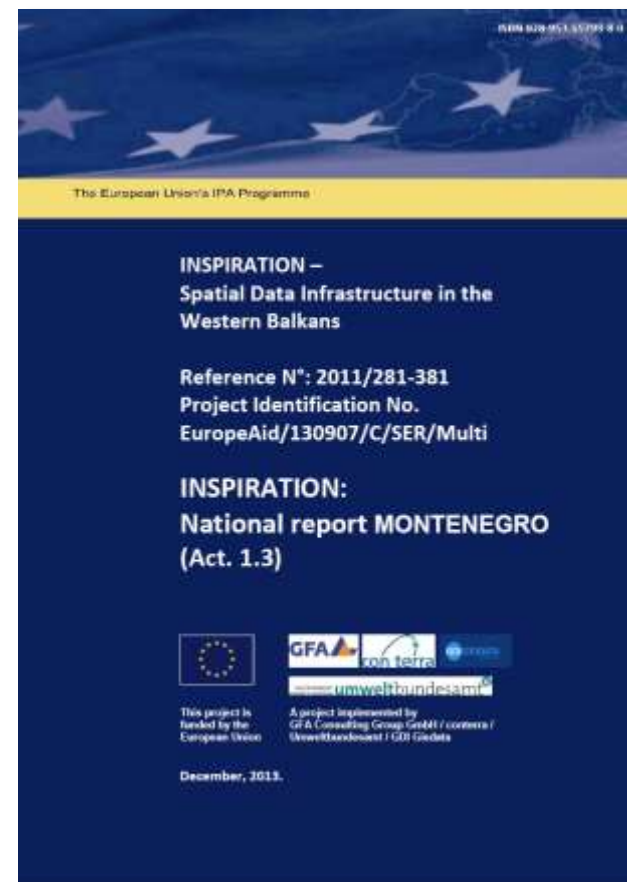 The European Union's IPA Programme
INSPIRATION –
Spatial Data Infrastructure in the
Western Balkans
Reference N°: 2011/281-381
Project Identification No.
EuropeAid/130907/C/SER/Multi
INSPIRATION:
National report MONTENEGRO
(Act. 1.3)
GFA
con terra
umweltbundesamt
This project is
funded by the
European Union
A project implemented by
GFA Consulting Group GmbH / conterra /
Umweltbundesamt / GDi Gisdata
December, 2013.